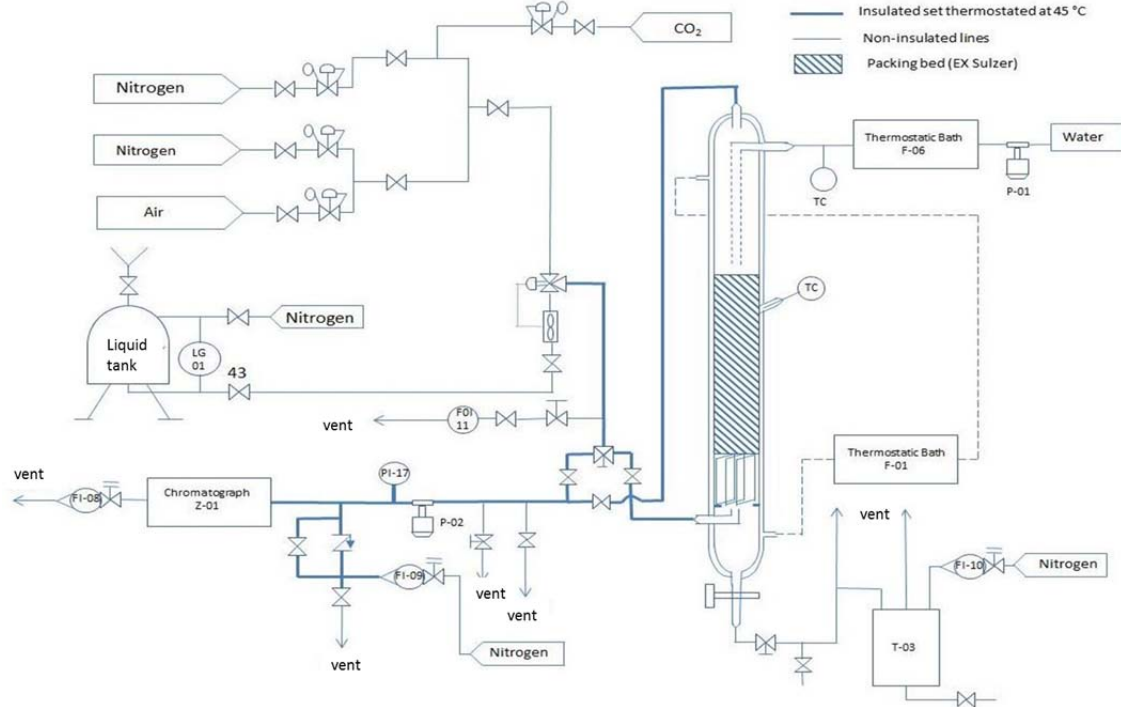 Insulated set thermostated at 45 °C
Non-insulated lines
Packing bed (EX Sulzer)
CO₂
Nitrogen
Nitrogen
Air
Thermostatic Bath
F-06
Water
P-01
TC
TC
Nitrogen
Liquid
tank
LG
01
43
vent
FOI
11
Thermostatic Bath
F-01
vent
FI-08
Chromatograph
Z-01
PI-17
P-02
vent
FI-09
vent
vent
vent
Nitrogen
FI-10
Nitrogen
T-03